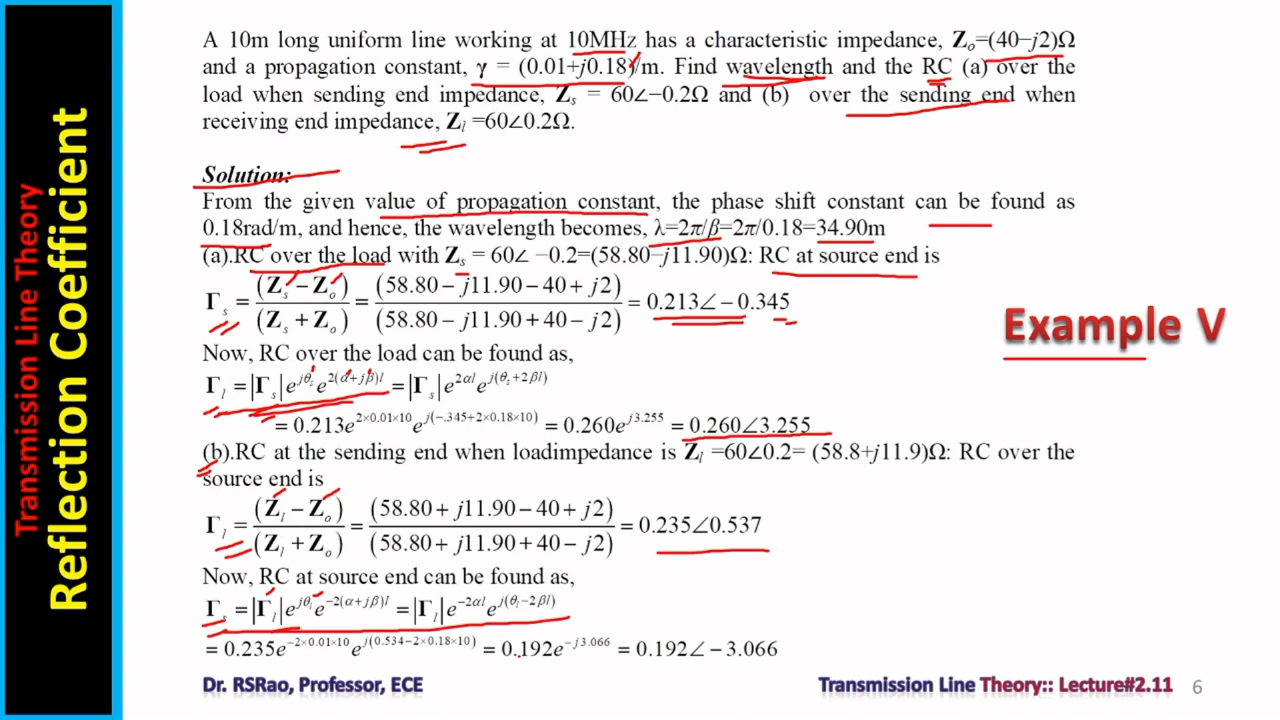 Transmission Line Theory
Reflection Coefficient
A 10m long uniform line working at 10MHz has a characteristic impedance, Zo=(40−j2)Ω
and a propagation constant, γ = (0.01+j0.18)/m. Find wavelength and the RC (a) over the
load when sending end impedance, Zs = 60∠−0.2Ω and (b) over the sending end when
receiving end impedance, Zl =60∠0.2Ω.
Solution:
From the given value of propagation constant, the phase shift constant can be found as
0.18rad/m, and hence, the wavelength becomes, λ=2π/β=2π/0.18=34.90m
(a).RC over the load with Zs = 60∠ −0.2=(58.80−j11.90)Ω: RC at source end is
Γs = (Zs − Zo)/(Zs + Zo) = (58.80 − j11.90 − 40 + j2)/(58.80 − j11.90 + 40 − j2) = 0.213∠ − 0.345
Now, RC over the load can be found as,
Γl = |Γs| e^{jθs} e^{2(α+jβ)l} = |Γs| e^{2αl} e^{j(θs+2βl)}
= 0.213e^{2×0.01×10} e^{j(−.345+2×0.18×10)} = 0.260e^{j3.255} = 0.260∠3.255
(b).RC at the sending end when loadimpedance is Zl =60∠0.2= (58.8+j11.9)Ω: RC over the
source end is
Γl = (Zl − Zo)/(Zl + Zo) = (58.80 + j11.90 − 40 + j2)/(58.80 + j11.90 + 40 − j2) = 0.235∠0.537
Now, RC at source end can be found as,
Γs = |Γl| e^{jθl} e^{−2(α+jβ)l} = |Γl| e^{−2αl} e^{j(θl−2βl)}
= 0.235e^{−2×0.01×10} e^{j(0.534−2×0.18×10)} = 0.192e^{−j3.066} = 0.192∠ − 3.066
Example V
Dr. RSRao, Professor, ECE
Transmission Line Theory:: Lecture#2.11
6